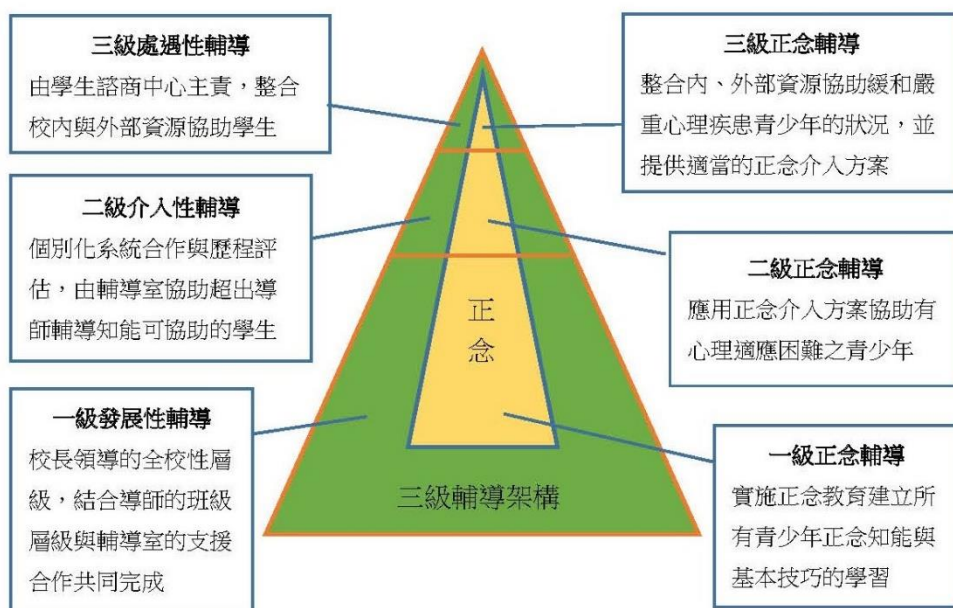 三級處遇性輔導
由學生諮商中心主責，整合
校內與外部資源協助學生
二級介入性輔導
個別化系統合作與歷程評
估，由輔導室協助超出導
師輔導知能可協助的學生
一級發展性輔導
校長領導的全校性層
級，結合導師的班級
層級與輔導室的支援
合作共同完成
正
念
三級輔導架構
三級正念輔導
整合內、外部資源協助緩和嚴
重心理疾患青少年的狀況，並
提供適當的正念介入方案
二級正念輔導
應用正念介入方案協助有
心理適應困難之青少年
一級正念輔導
實施正念教育建立所
有青少年正念知能與
基本技巧的學習